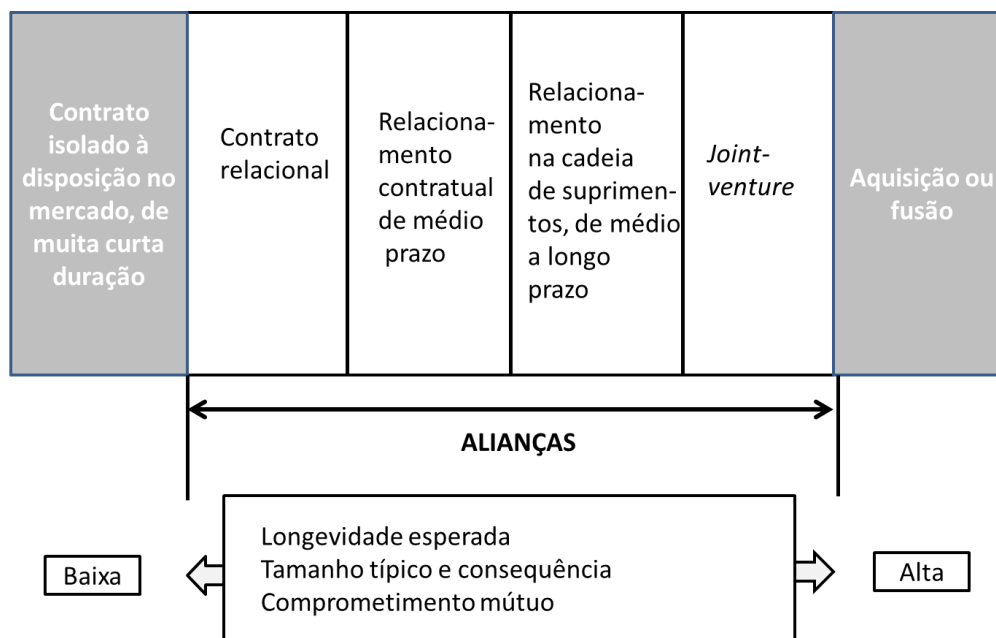 Contrato
isolado à
disposição no
mercado, de
muita curta
duração
Contrato
relacional
Relaciona-
mento
contratual
de médio
prazo
Relaciona-
mento
na cadeia
de suprimen-
tos, de médio
a longo
prazo
Joint-
venture
Aquisição ou
fusão
ALIANÇAS
Longevidade esperada
Tamanho típico e consequência
Comprometimento mútuo
Baixa
Alta